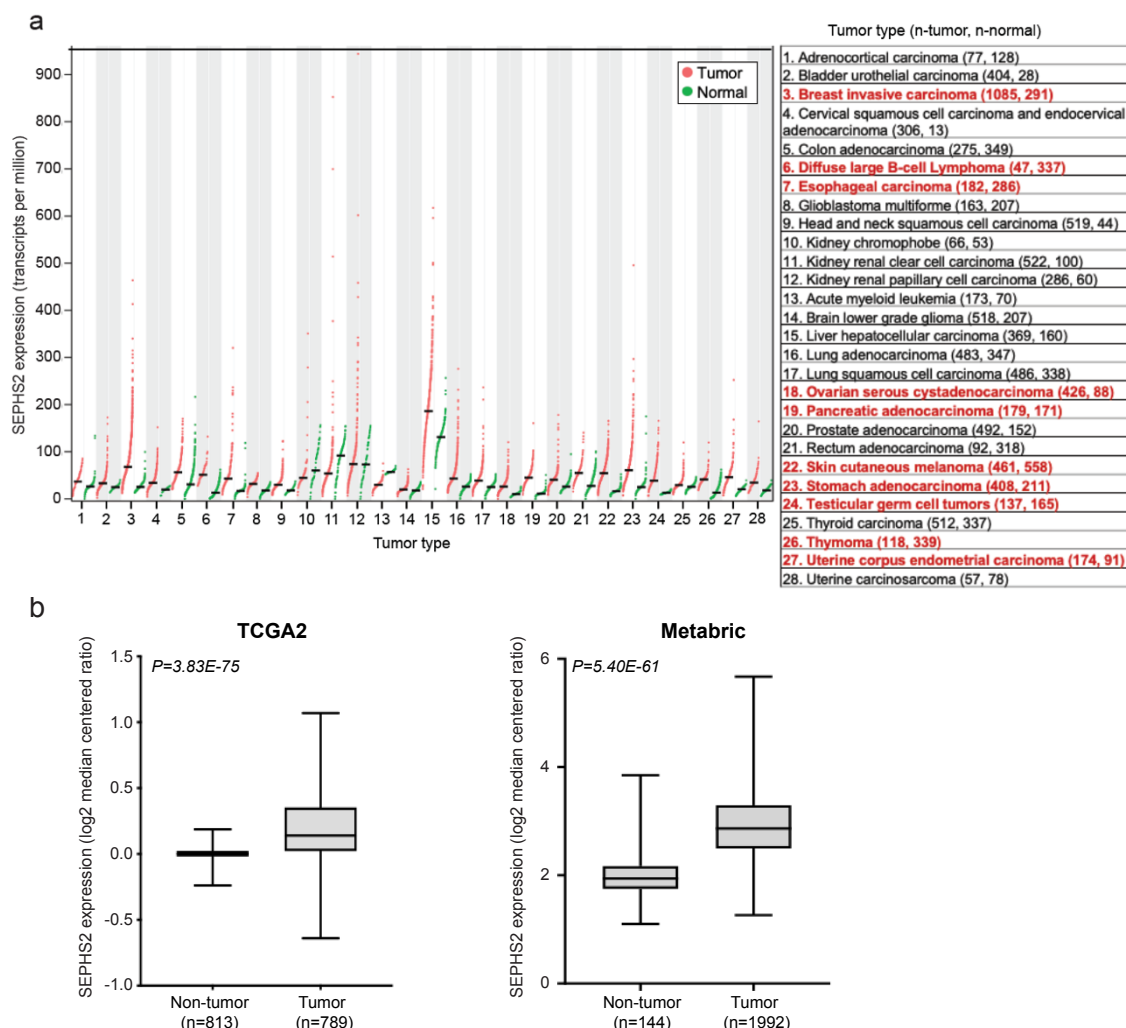 a
Tumor type (n-tumor, n-normal)
SEPHS2 expression (transcripts per million)
900
800
700
600
500
400
300
200
100
0
Tumor
Normal
1 2 3 4 5 6 7 8 9 10 11 12 13 14 15 16 17 18 19 20 21 22 23 24 25 26 27 28
Tumor type
1. Adrenocortical carcinoma (77, 128)
2. Bladder urothelial carcinoma (404, 28)
3. Breast invasive carcinoma (1085, 291)
4. Cervical squamous cell carcinoma and endocervical
adenocarcinoma (306, 13)
5. Colon adenocarcinoma (275, 349)
6. Diffuse large B-cell Lymphoma (47, 337)
7. Esophageal carcinoma (182, 286)
8. Glioblastoma multiforme (163, 207)
9. Head and neck squamous cell carcinoma (519, 44)
10. Kidney chromophobe (66, 53)
11. Kidney renal clear cell carcinoma (522, 100)
12. Kidney renal papillary cell carcinoma (286, 60)
13. Acute myeloid leukemia (173, 70)
14. Brain lower grade glioma (518, 207)
15. Liver hepatocellular carcinoma (369, 160)
16. Lung adenocarcinoma (483, 347)
17. Lung squamous cell carcinoma (486, 338)
18. Ovarian serous cystadenocarcinoma (426, 88)
19. Pancreatic adenocarcinoma (179, 171)
20. Prostate adenocarcinoma (492, 152)
21. Rectum adenocarcinoma (92, 318)
22. Skin cutaneous melanoma (461, 558)
23. Stomach adenocarcinoma (408, 211)
24. Testicular germ cell tumors (137, 165)
25. Thyroid carcinoma (512, 337)
26. Thymoma (118, 339)
27. Uterine corpus endometrial carcinoma (174, 91)
28. Uterine carcinosarcoma (57, 78)
b
TCGA2
SEPHS2 expression (log2 median centered ratio)
1.5
1.0
0.5
0.0
-0.5
-1.0
P=3.83E-75
Non-tumor
(n=813)
Tumor
(n=789)
Metabric
SEPHS2 expression (log2 median centered ratio)
6
4
2
0
P=5.40E-61
Non-tumor
(n=144)
Tumor
(n=1992)